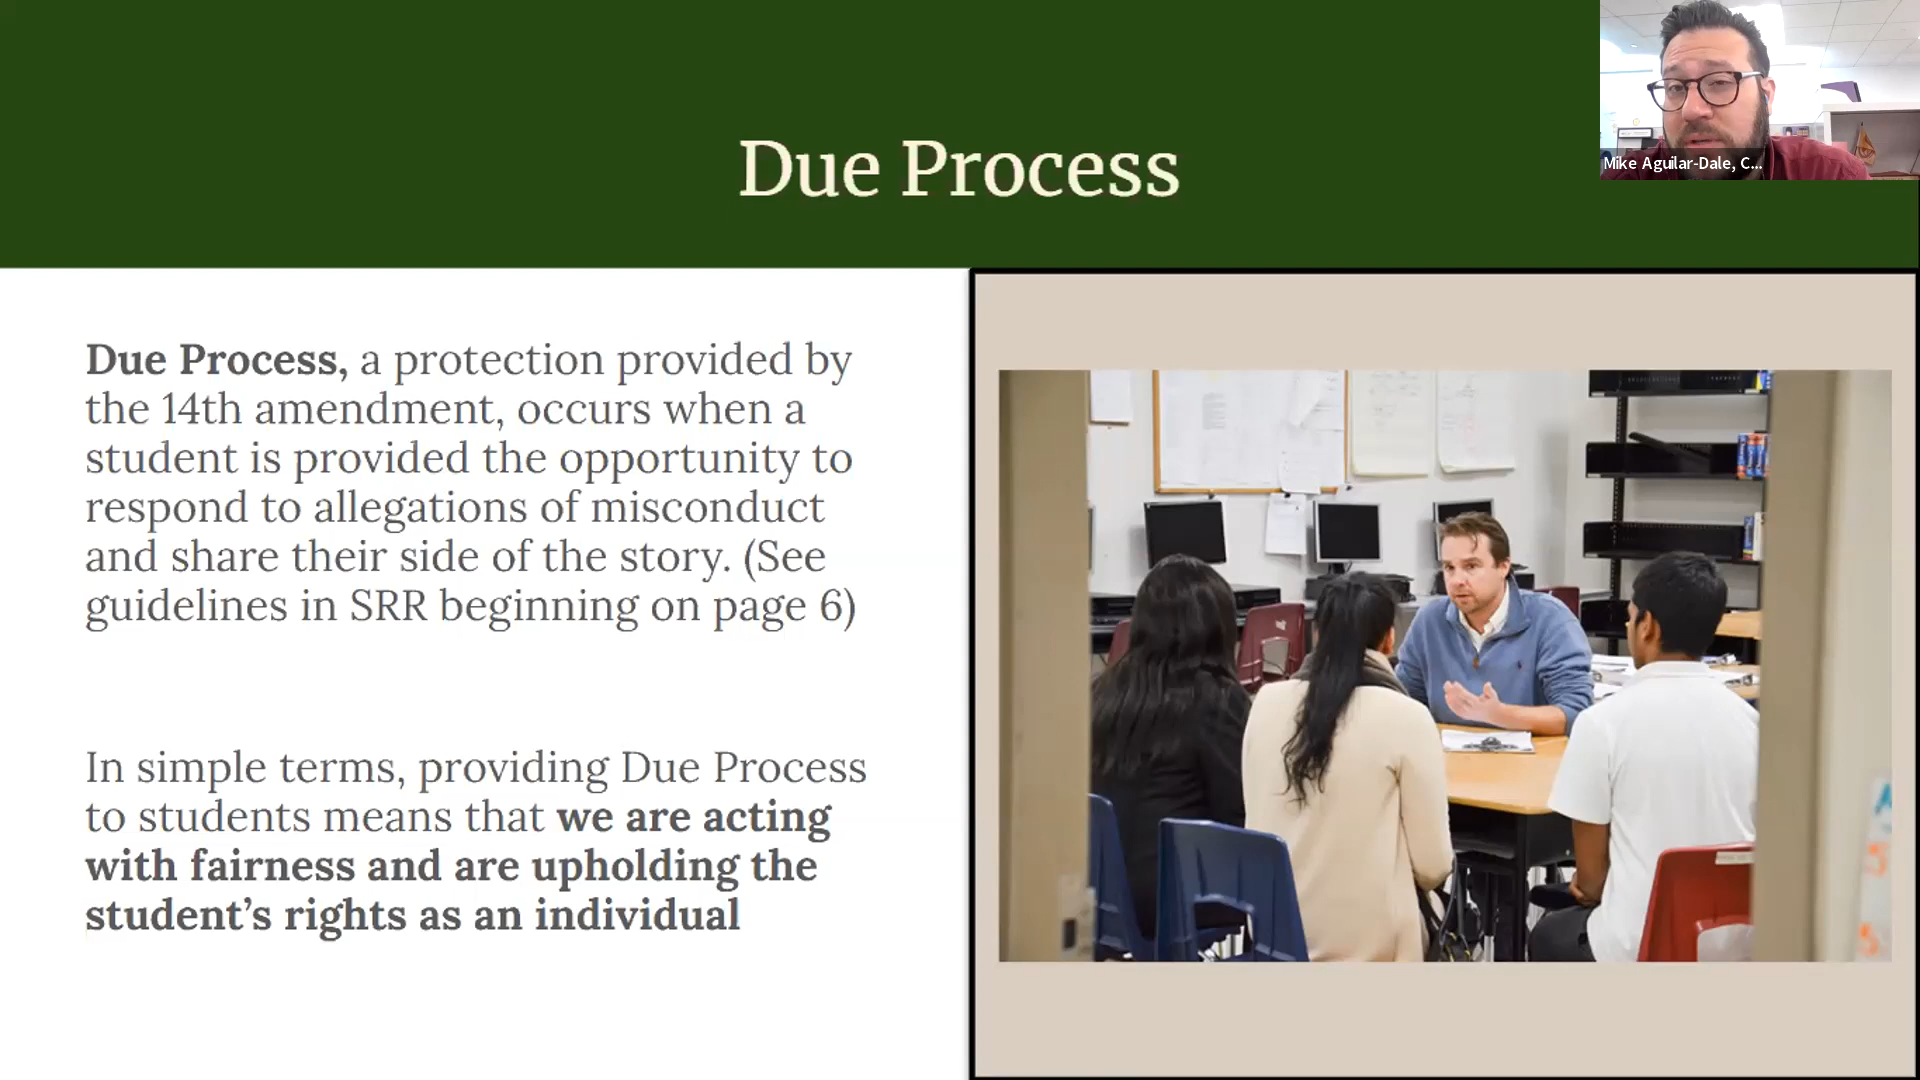 Due Process
Mike Aguilar-Dale, C...
Due Process, a protection provided by
the 14th amendment, occurs when a
student is provided the opportunity to
respond to allegations of misconduct
and share their side of the story. (See
guidelines in SRR beginning on page 6)
In simple terms, providing Due Process
to students means that we are acting
with fairness and are upholding the
student’s rights as an individual